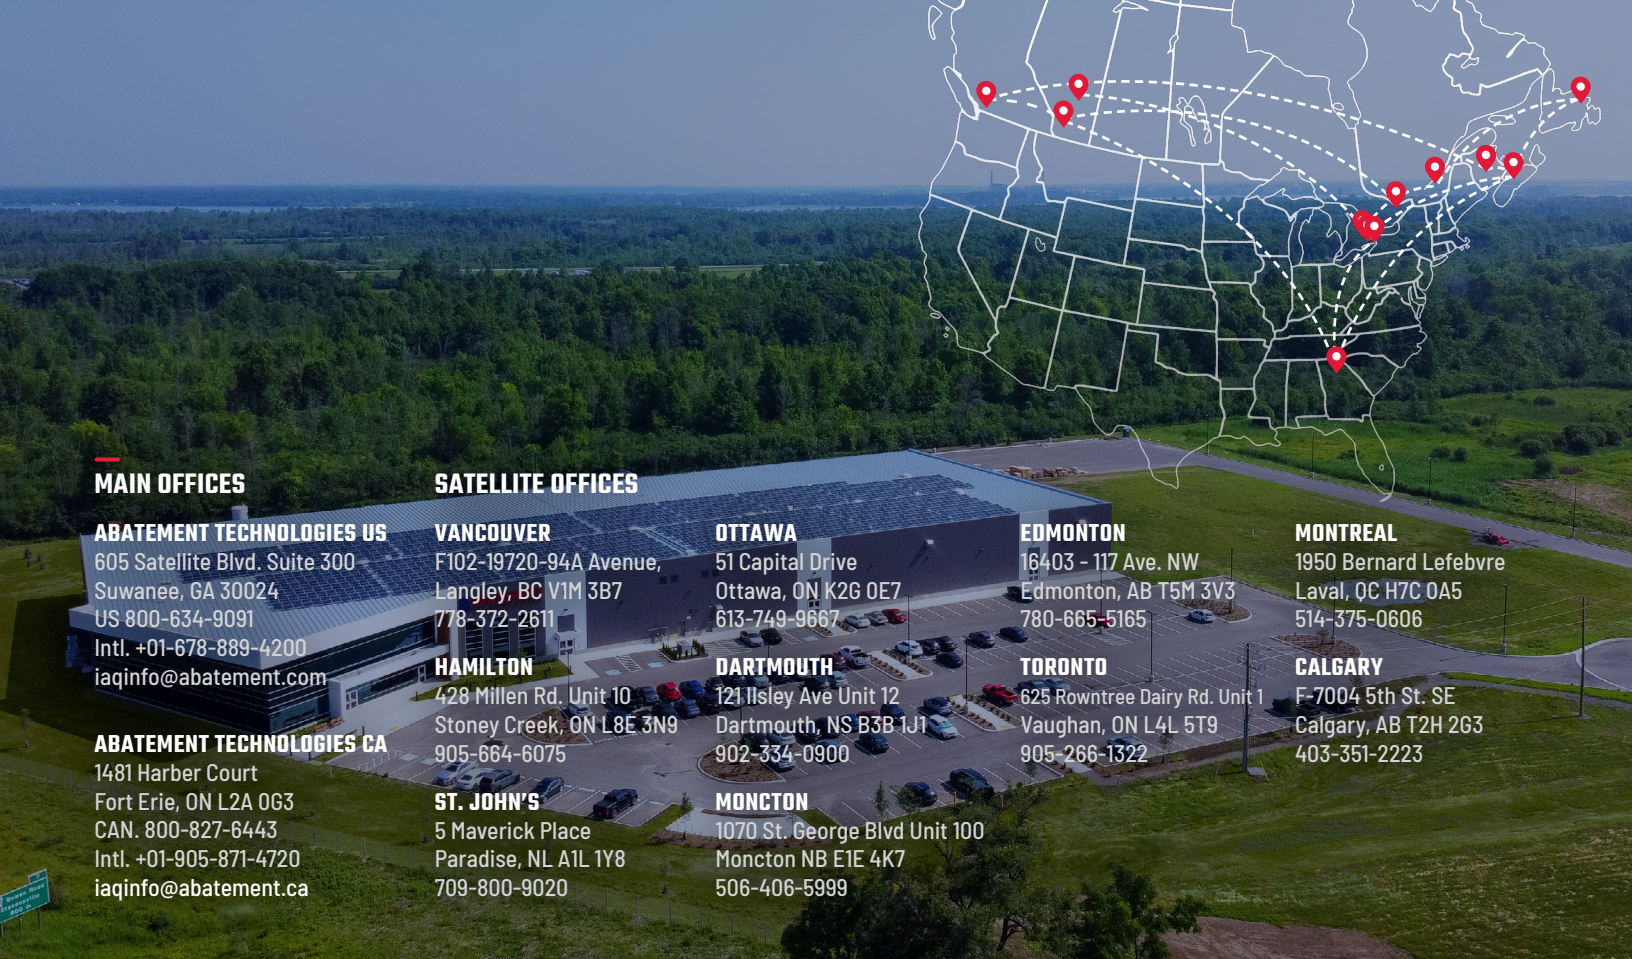 MAIN OFFICES
ABATEMENT TECHNOLOGIES US
605 Satellite Blvd. Suite 300
Suwanee, GA 30024
US 800-634-9091
Intl. +01-678-889-4200
iaqinfo@abatement.com
ABATEMENT TECHNOLOGIES CA
1481 Harber Court
Fort Erie, ON L2A 0G3
CAN. 800-827-6443
Intl. +01-905-871-4720
iaqinfo@abatement.ca
SATELLITE OFFICES
VANCOUVER
F102-19720-94A Avenue,
Langley, BC V1M 3B7
778-372-2611
HAMILTON
428 Millen Rd. Unit 10
Stoney Creek, ON L8E 3N9
905-664-6075
ST. JOHN'S
5 Maverick Place
Paradise, NL A1L 1Y8
709-800-9020
OTTAWA
51 Capital Drive
Ottawa, ON K2G 0E7
613-749-9667
DARTMOUTH
121 Ilsley Ave Unit 12
Dartmouth, NS B3B 1J1
902-334-0900
MONCTON
1070 St. George Blvd Unit 100
Moncton NB E1E 4K7
506-406-5999
EDMONTON
16403 - 117 Ave. NW
Edmonton, AB T5M 3V3
780-665-5165
TORONTO
625 Rowntree Dairy Rd. Unit 1
Vaughan, ON L4L 5T9
905-266-1322
MONTREAL
1950 Bernard Lefebvre
Laval, QC H7C 0A5
514-375-0606
CALGARY
F-7004 5th St. SE
Calgary, AB T2H 2G3
403-351-2223
Bowen Road
Stevensville
800 m